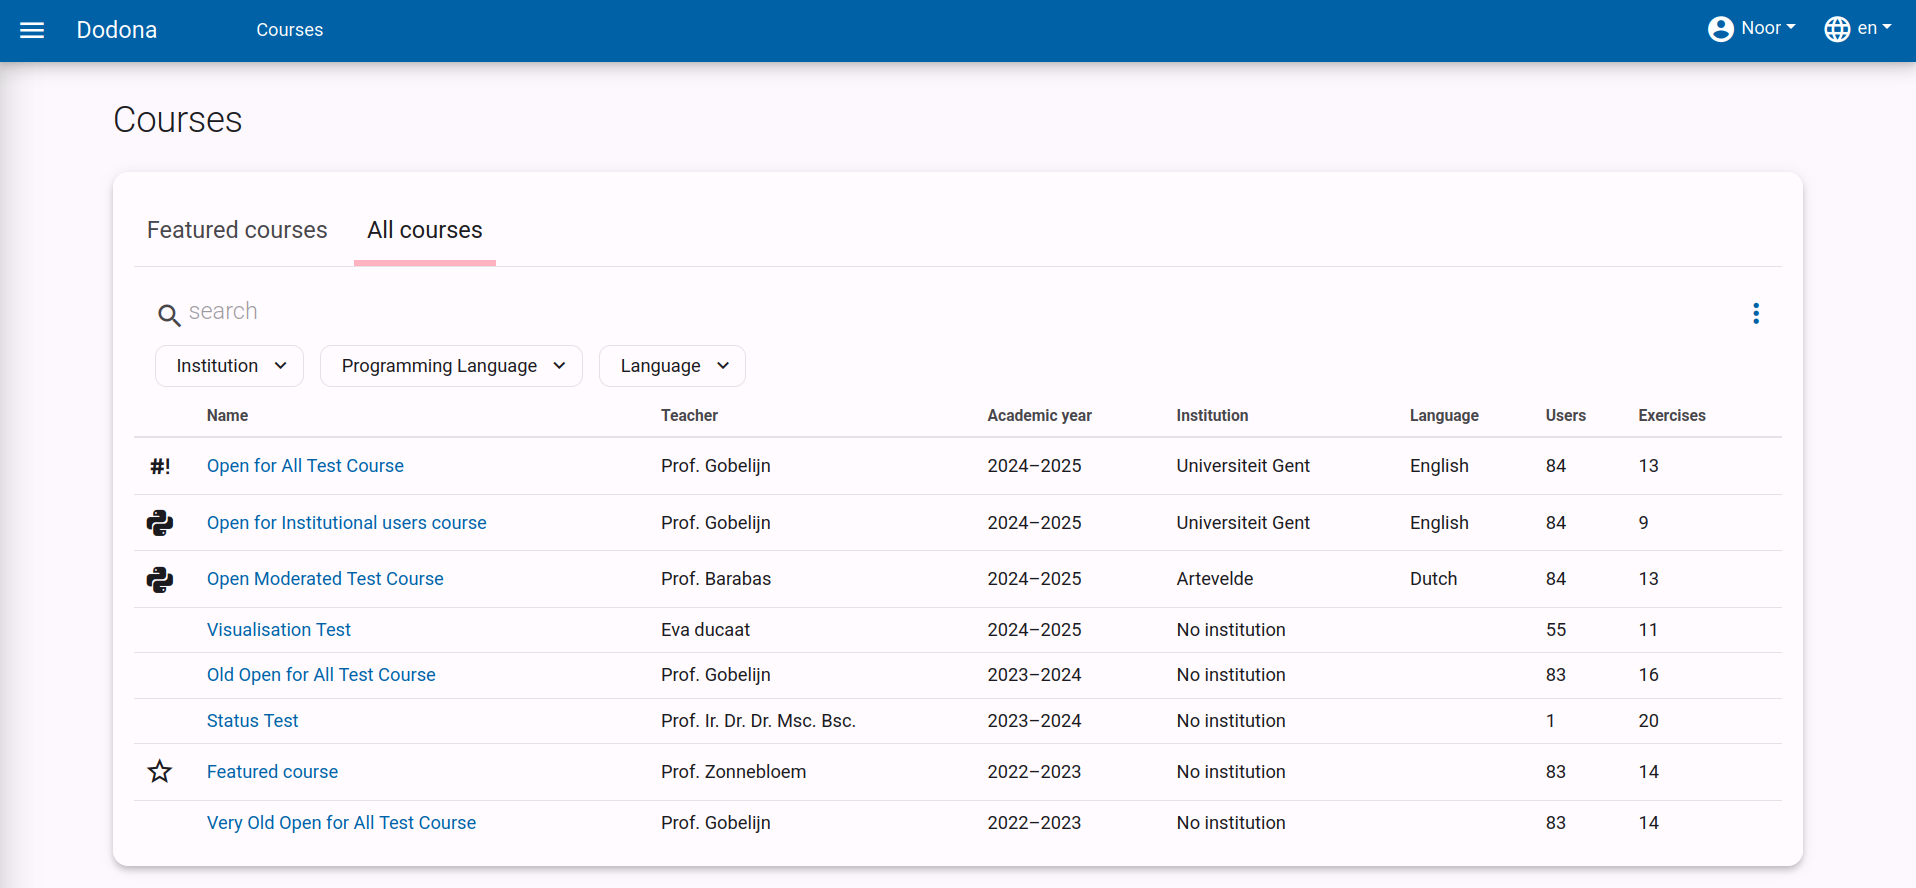 Dodona Courses Noor en
Courses
Featured courses All courses
search
Institution Programming Language Language
Name Teacher Academic year Institution Language Users Exercises
#! Open for All Test Course Prof. Gobelijn 2024–2025 Universiteit Gent English 84 13
Open for Institutional users course Prof. Gobelijn 2024–2025 Universiteit Gent English 84 9
Open Moderated Test Course Prof. Barabas 2024–2025 Artevelde Dutch 84 13
Visualisation Test Eva ducaat 2024–2025 No institution 55 11
Old Open for All Test Course Prof. Gobelijn 2023–2024 No institution 83 16
Status Test Prof. Ir. Dr. Dr. Msc. Bsc. 2023–2024 No institution 1 20
Featured course Prof. Zonnebloem 2022–2023 No institution 83 14
Very Old Open for All Test Course Prof. Gobelijn 2022–2023 No institution 83 14